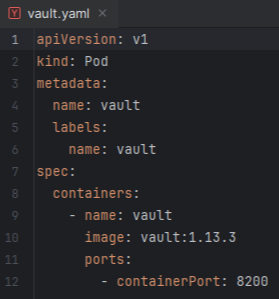 vault.yaml
1 apiVersion: v1
2 kind: Pod
3 metadata:
4   name: vault
5   labels:
6     name: vault
7 spec:
8   containers:
9     - name: vault
10       image: vault:1.13.3
11       ports:
12         - containerPort: 8200